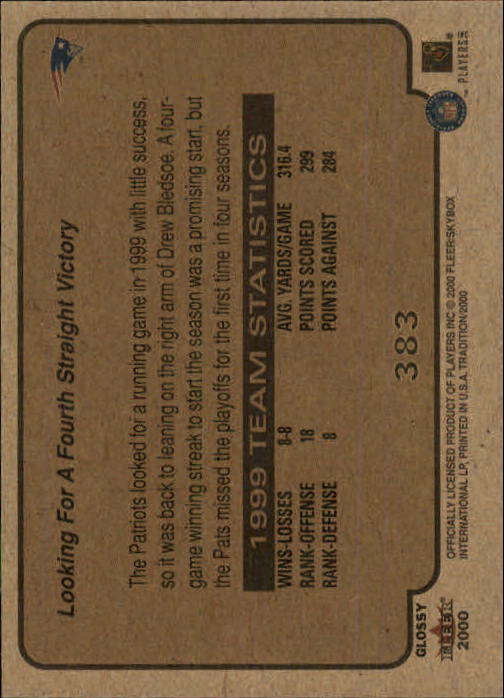 Looking For A Fourth Straight Victory
The Patriots looked for a running game in 1999 with little success,
so it was back to leaning on the right arm of Drew Bledsoe. A four-
game winning streak to start the season was a promising start, but
the Pats missed the playoffs for the first time in four seasons.
1999 TEAM STATISTICS
WINS-LOSSES 8-8 AVG. YARDS/GAME 316.4
RANK-OFFENSE 18 POINTS SCORED 299
RANK-DEFENSE 8 POINTS AGAINST 284
383
GLOSSY
FLEER
2000
OFFICIALLY LICENSED PRODUCT OF PLAYERS INC © 2000 FLEER/SKYBOX
INTERNATIONAL LP, PRINTED IN U.S.A. TRADITION/2000
NFL
PLAYERS INC